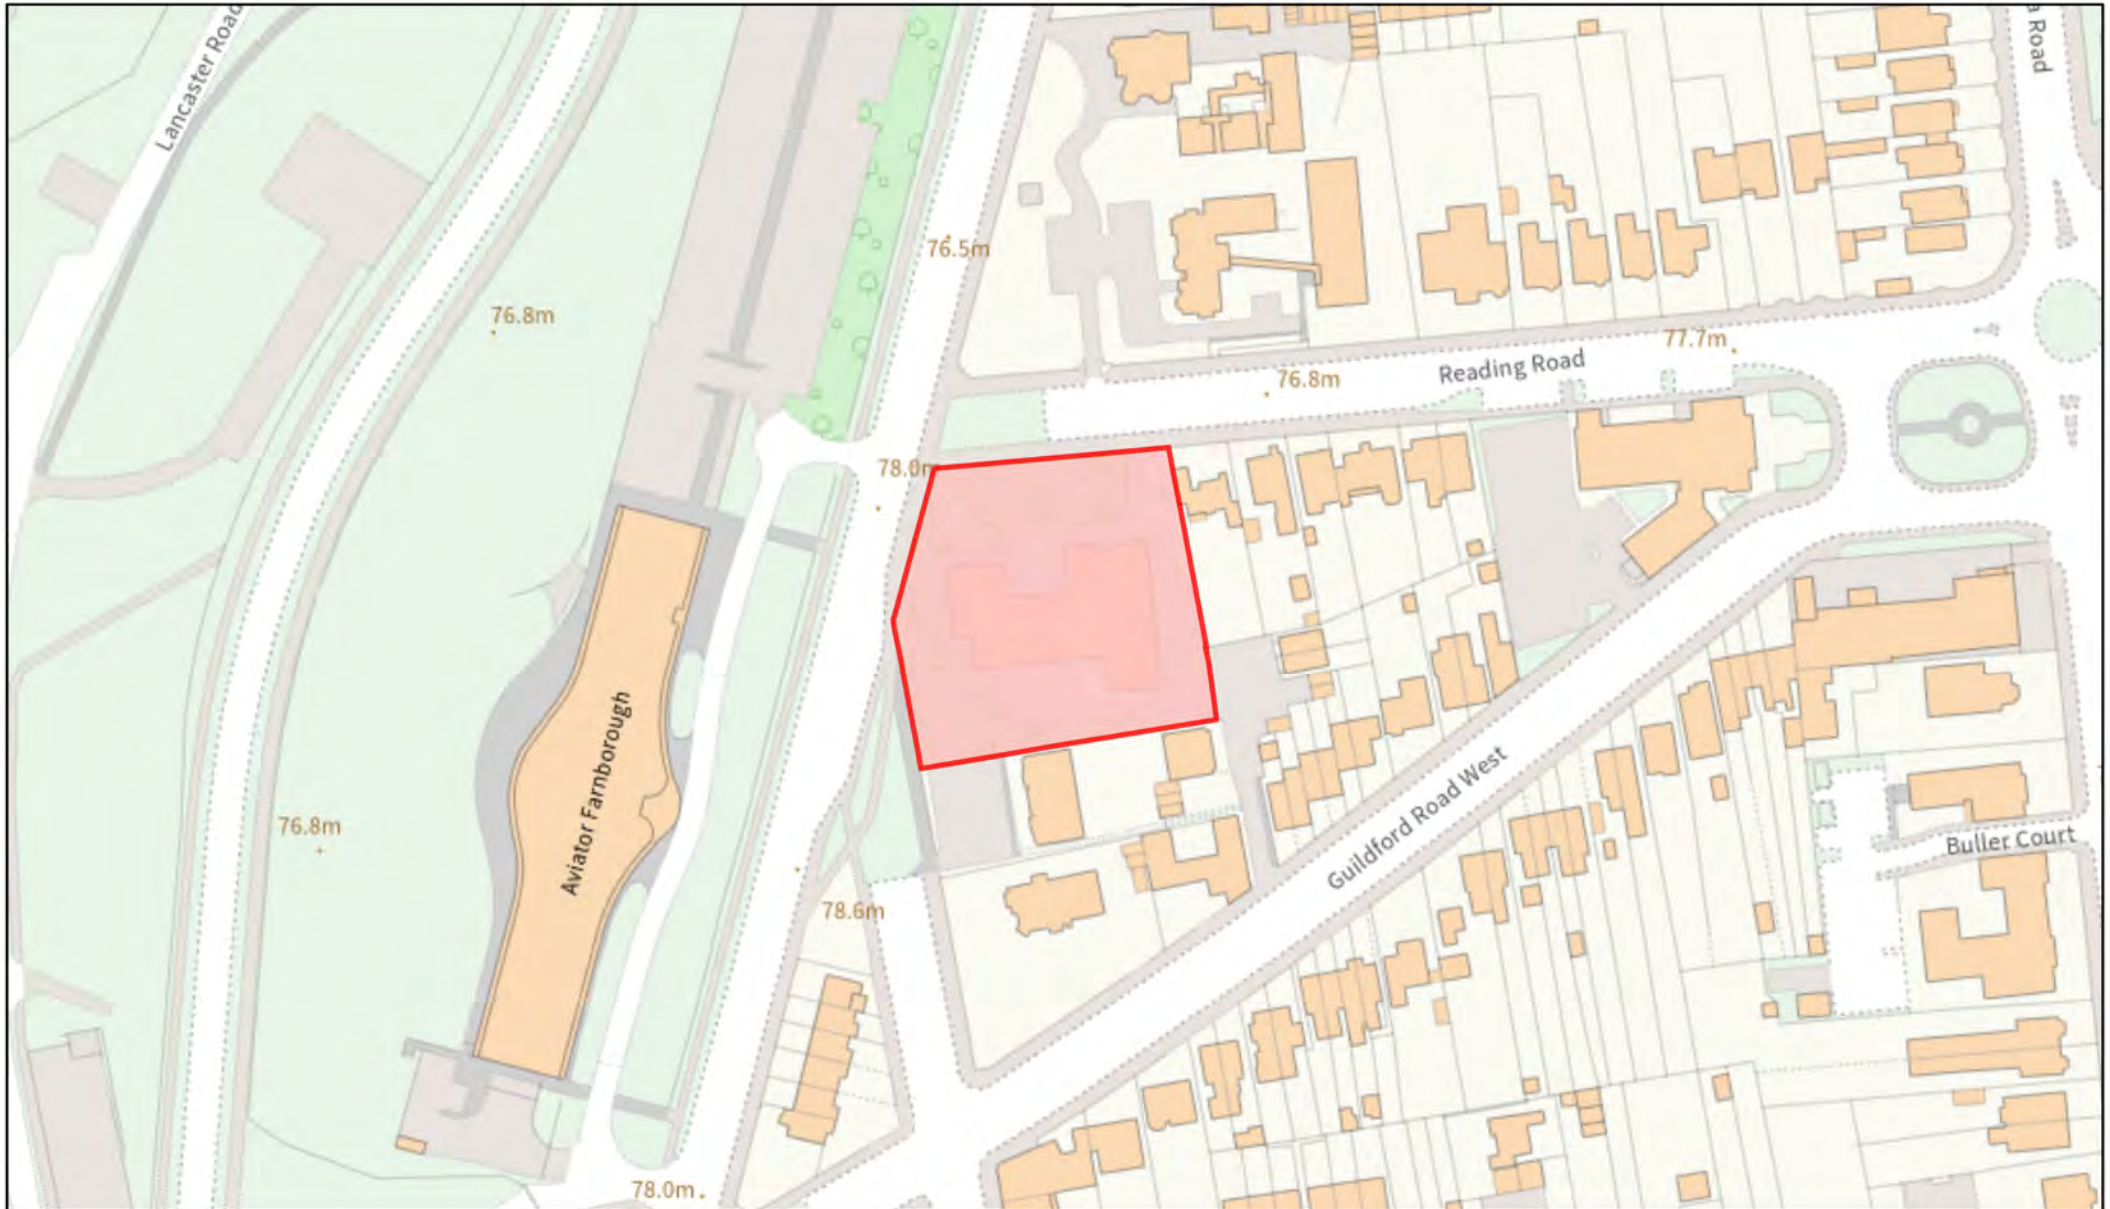 Lancaster Road
a Road
76.5m
76.8m
77.7m
76.8m
Reading Road
78.0m
Aviator Farnborough
76.8m
Guildford Road West
Buller Court
78.6m
78.0m